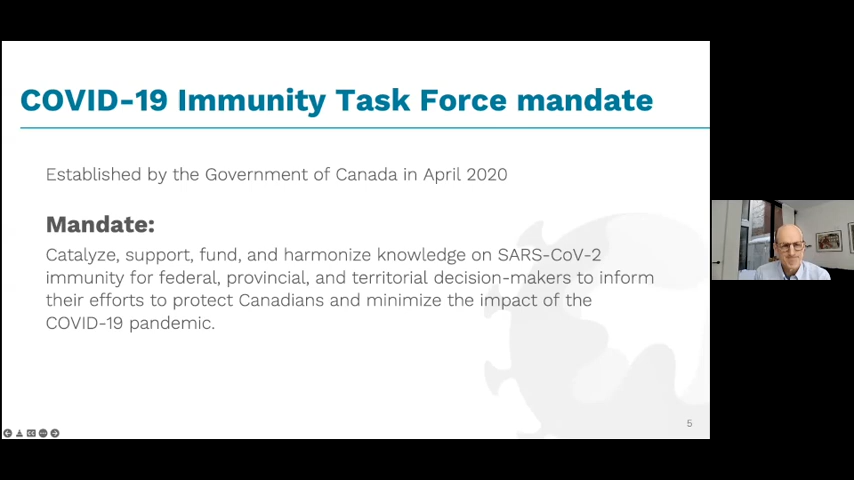 COVID-19 Immunity Task Force mandate
Established by the Government of Canada in April 2020
Mandate:
Catalyze, support, fund, and harmonize knowledge on SARS-CoV-2
immunity for federal, provincial, and territorial decision-makers to inform
their efforts to protect Canadians and minimize the impact of the
COVID-19 pandemic.
5